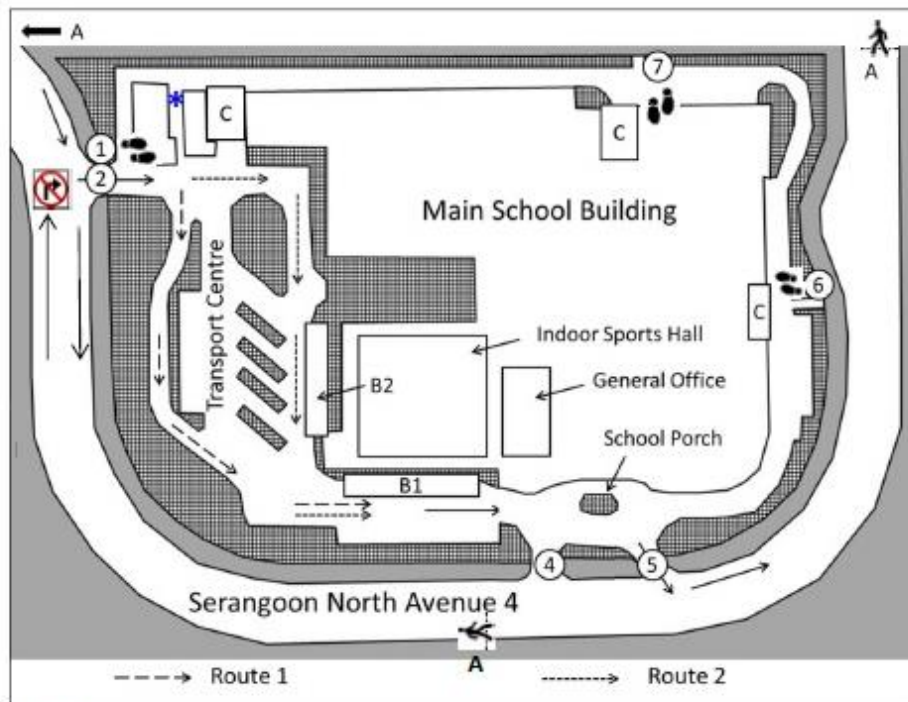 A
A
7
C
C
1
2
Main School Building
Transport Centre
6
C
Indoor Sports Hall
General Office
B2
School Porch
B1
4
5
Serangoon North Avenue 4
A
Route 1
Route 2